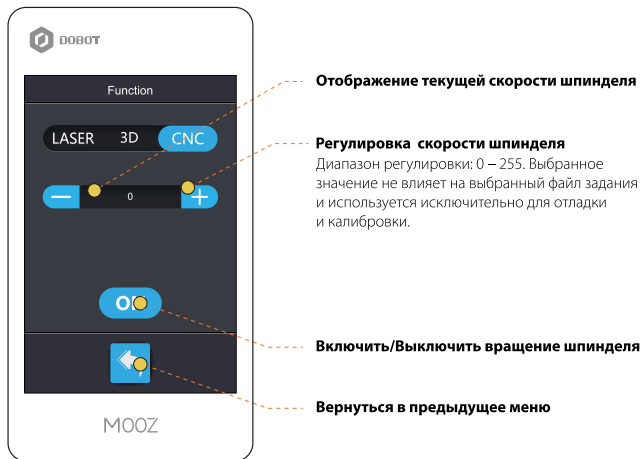 DOBOT
Function
LASER 3D CNC
0
MOOZ
Отображение текущей скорости шпинделя
Регулировка скорости шпинделя
Диапазон регулировки: 0 – 255. Выбранное
значение не влияет на выбранный файл задания
и используется исключительно для отладки
и калибровки.
Включить/Выключить вращение шпинделя
Вернуться в предыдущее меню